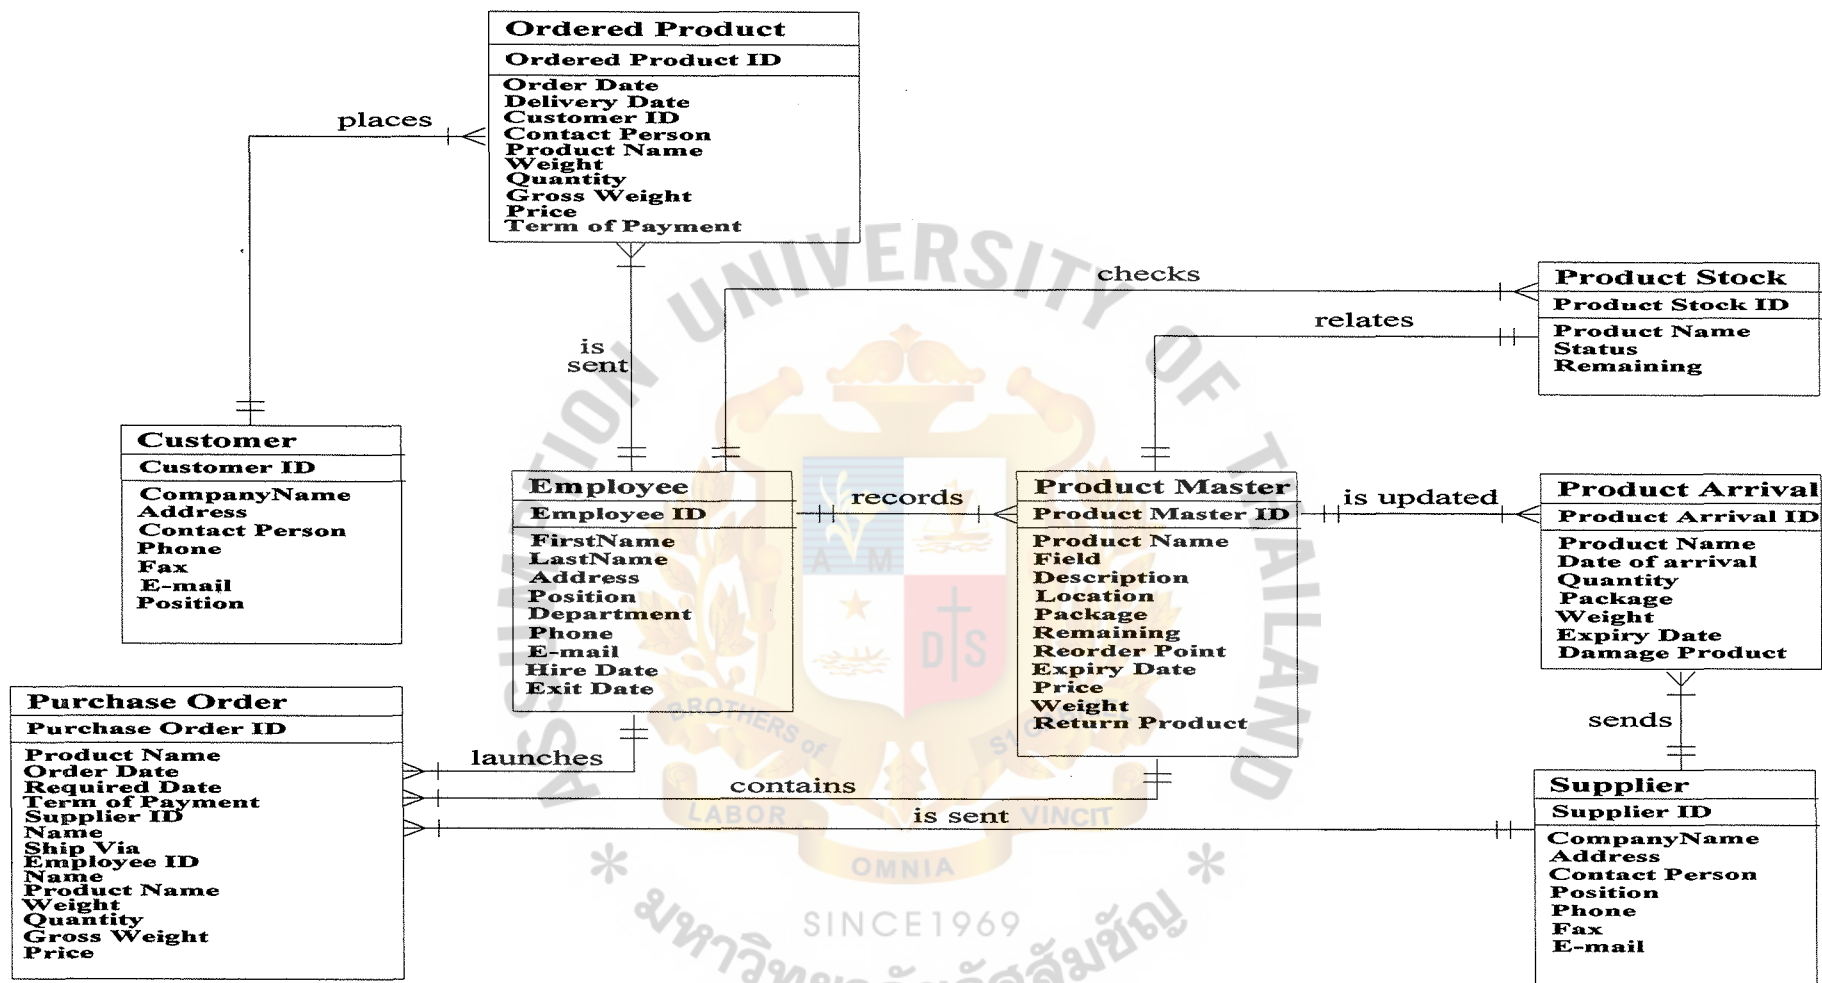 Ordered Product
Ordered Product ID
Order Date
Delivery Date
Customer ID
Contact Person
Product Name
Weight
Quantity
Gross Weight
Price
Term of Payment
places
is
sent
checks
relates
Product Stock
Product Stock ID
Product Name
Status
Remaining
Customer
Customer ID
CompanyName
Address
Contact Person
Phone
Fax
E-mail
Position
Employee
Employee ID
FirstName
LastName
Address
Position
Department
Phone
E-mail
Hire Date
Exit Date
records
Product Master
Product Master ID
Product Name
Field
Description
Location
Package
Remaining
Reorder Point
Expiry Date
Price
Weight
Return Product
is updated
Product Arrival
Product Arrival ID
Product Name
Date of arrival
Quantity
Package
Weight
Expiry Date
Damage Product
sends
Purchase Order
Purchase Order ID
Product Name
Order Date
Required Date
Term of Payment
Supplier ID
Name
Ship Via
Employee ID
Name
Product Name
Weight
Quantity
Gross Weight
Price
launches
contains
is sent
Supplier
Supplier ID
CompanyName
Address
Contact Person
Position
Phone
Fax
E-mail
ASSUMPTION UNIVERSITY OF THAILAND
A M
D S
BROTHERS of
LABOR
OMNIA
VINCIT
SINCE1969